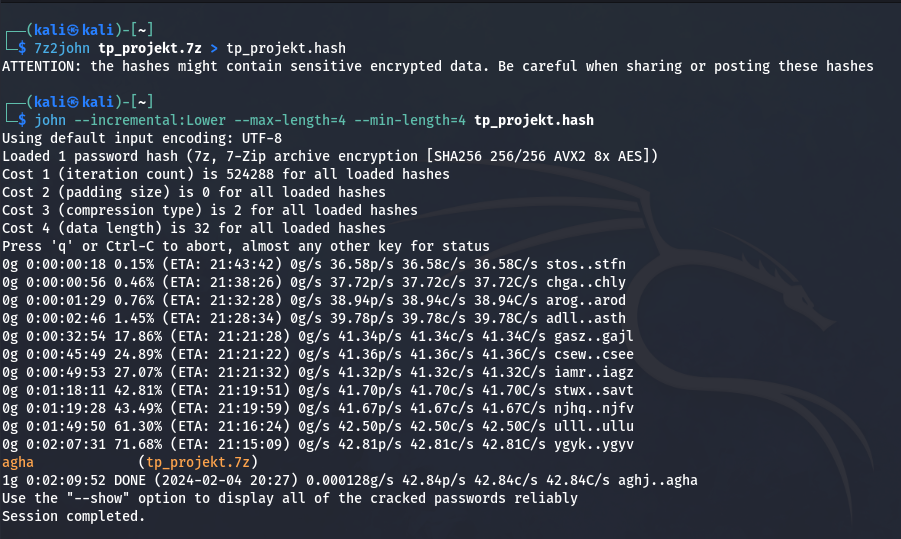 ┌──(kali㉿kali)-[~]
└─$ 7z2john tp_projekt.7z > tp_projekt.hash
ATTENTION: the hashes might contain sensitive encrypted data. Be careful when sharing or posting these hashes
┌──(kali㉿kali)-[~]
└─$ john --incremental:Lower --max-length=4 --min-length=4 tp_projekt.hash
Using default input encoding: UTF-8
Loaded 1 password hash (7z, 7-Zip archive encryption [SHA256 256/256 AVX2 8x AES])
Cost 1 (iteration count) is 524288 for all loaded hashes
Cost 2 (padding size) is 0 for all loaded hashes
Cost 3 (compression type) is 2 for all loaded hashes
Cost 4 (data length) is 32 for all loaded hashes
Press 'q' or Ctrl-C to abort, almost any other key for status
0g 0:00:00:18 0.15% (ETA: 21:43:42) 0g/s 36.58p/s 36.58c/s 36.58C/s stos..stfn
0g 0:00:00:56 0.46% (ETA: 21:38:26) 0g/s 37.72p/s 37.72c/s 37.72C/s chga..chly
0g 0:00:01:29 0.76% (ETA: 21:32:28) 0g/s 38.94p/s 38.94c/s 38.94C/s arog..arod
0g 0:00:02:46 1.45% (ETA: 21:28:34) 0g/s 39.78p/s 39.78c/s 39.78C/s adll..asth
0g 0:00:32:54 17.86% (ETA: 21:21:28) 0g/s 41.34p/s 41.34c/s 41.34C/s gasz..gajl
0g 0:00:45:49 24.89% (ETA: 21:21:22) 0g/s 41.36p/s 41.36c/s 41.36C/s csew..csee
0g 0:00:49:53 27.07% (ETA: 21:21:32) 0g/s 41.32p/s 41.32c/s 41.32C/s iamr..iagz
0g 0:01:18:11 42.81% (ETA: 21:19:51) 0g/s 41.70p/s 41.70c/s 41.70C/s stwx..savt
0g 0:01:19:28 43.49% (ETA: 21:19:59) 0g/s 41.67p/s 41.67c/s 41.67C/s njhq..njfv
0g 0:01:49:50 61.30% (ETA: 21:16:24) 0g/s 42.50p/s 42.50c/s 42.50C/s ulll..ullu
0g 0:02:07:31 71.68% (ETA: 21:15:09) 0g/s 42.81p/s 42.81c/s 42.81C/s ygyk..ygyv
agha             (tp_projekt.7z)
1g 0:02:09:52 DONE (2024-02-04 20:27) 0.000128g/s 42.84p/s 42.84c/s 42.84C/s aghj..agha
Use the "--show" option to display all of the cracked passwords reliably
Session completed.